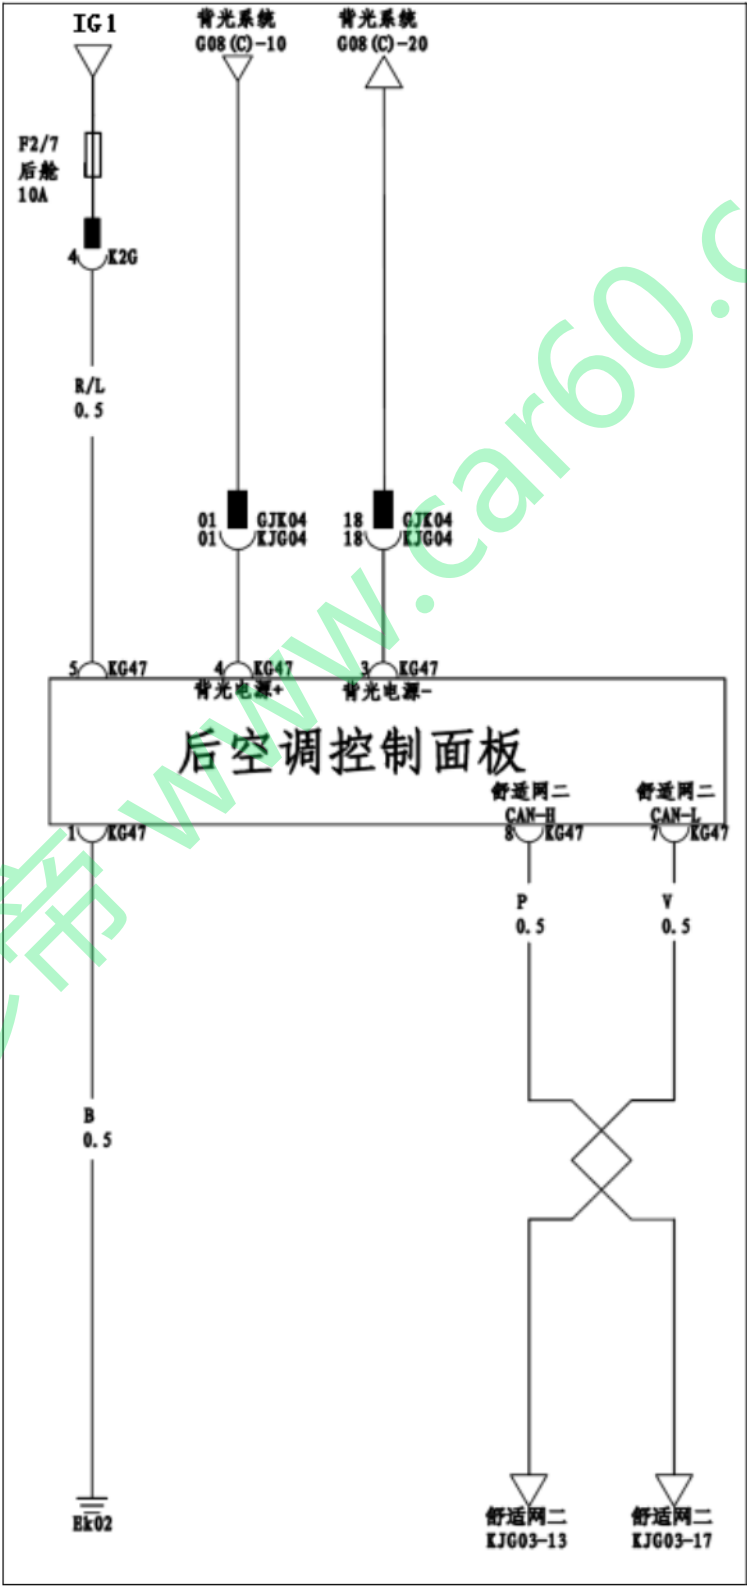 IG1
背光系统
G08(C)-10
背光系统
G08(C)-20
F2/7
后舱
10A
4 K2G
R/L
0.5
01 GJK04
01 KJG04
18 GJK04
18 KJG04
5 KG47
4 KG47
3 KG47
背光电源+
背光电源-
后空调控制面板
舒适网二
CAN-H
舒适网二
CAN-L
1 KG47
8 KG47
7 KG47
P
0.5
V
0.5
B
0.5
Ek02
舒适网二
KJG03-13
舒适网二
KJG03-17
帝 www.car60.c